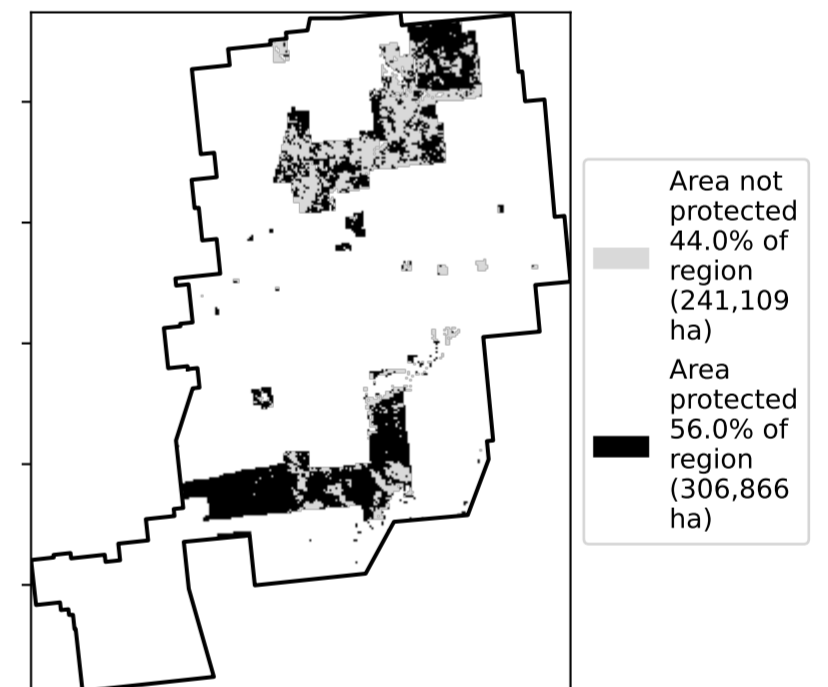 Area not
protected
44.0% of
region
(241,109
ha)
Area
protected
56.0% of
region
(306,866
ha)